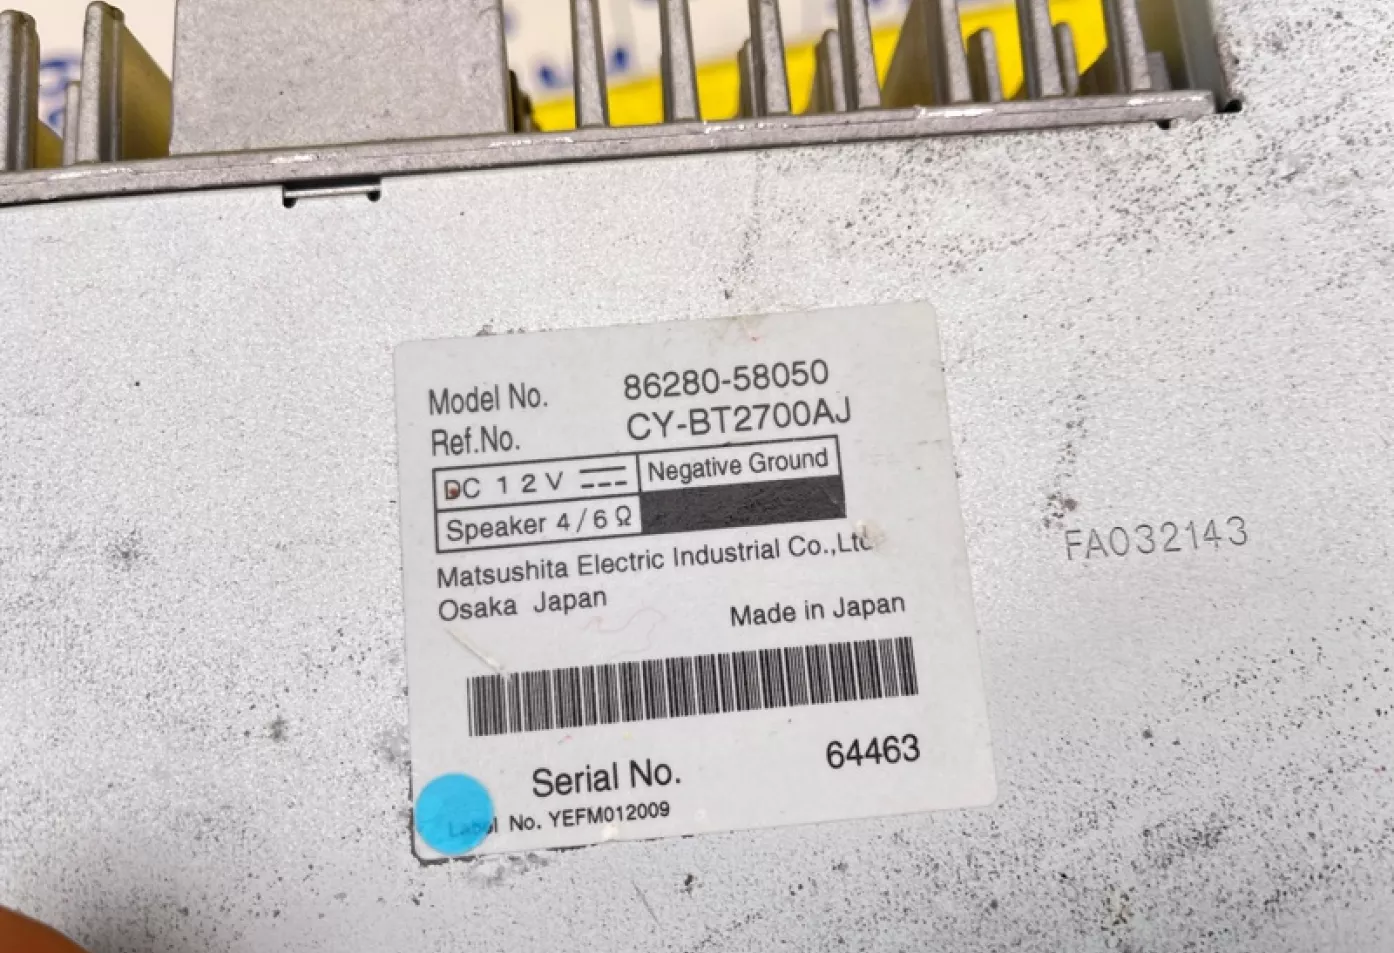 Model No. 86280-58050
Ref.No. CY-BT2700AJ
DC 12V Negative Ground
Speaker 4/6Ω
Matsushita Electric Industrial Co.,Ltd.
Osaka Japan
Made in Japan
FA032143
Serial No. 64463
Label No. YEFM012009